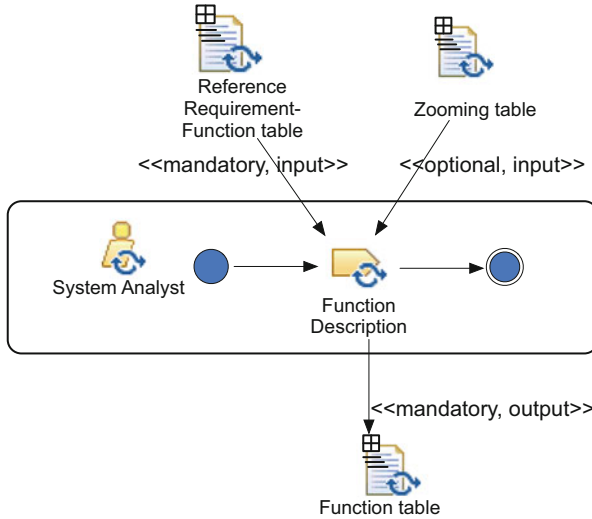 Reference
Requirement-
Function table
Zooming table
<<mandatory, input>>
<<optional, input>>
System Analyst
Function
Description
<<mandatory, output>>
Function table